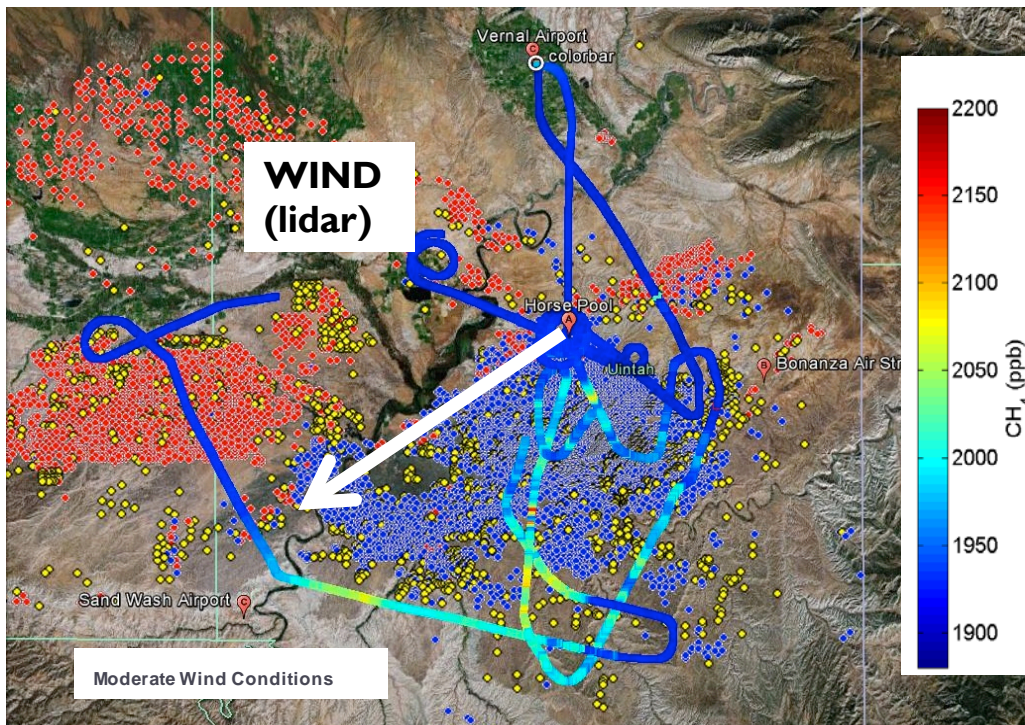 Vernal Airport
colorbar
WIND
(lidar)
Horse Pool
A
Uintah
B
Bonanza Air Str
Sand Wash Airport
C
Moderate Wind Conditions
2200
2150
2100
2050
2000
1950
1900
CH4 (ppb)